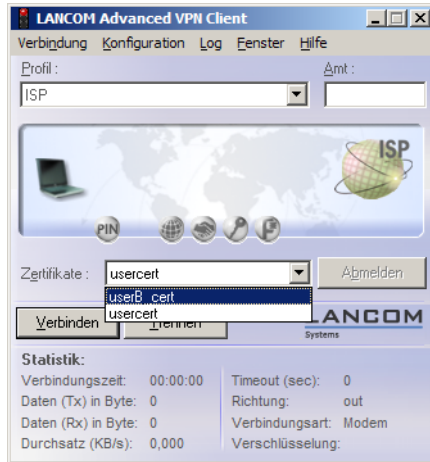 LANCOM Advanced VPN Client
Verbindung Konfiguration Log Fenster Hilfe
Profil : Amt :
ISP
ISP
PIN
Zertifikate : usercert Abmelden
userB_cert
usercert
Verbinden Trennen LANCOM
Systems
Statistik:
Verbindungszeit: 00:00:00 Timeout (sec): 0
Daten (Tx) in Byte: 0 Richtung: out
Daten (Rx) in Byte: 0 Verbindungsart: Modem
Durchsatz (KB/s): 0,000 Verschlüsselung: